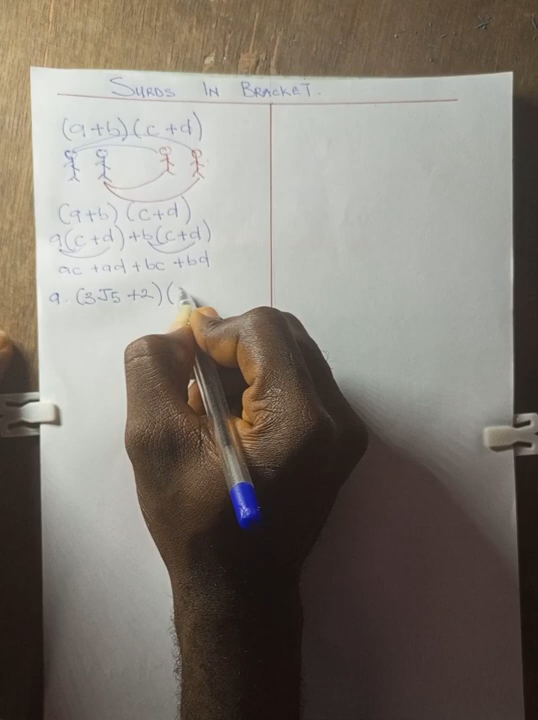 SURDS IN BRACKET.
(a+b)(c+d)
(a+b) (c+d)
a(c+d)+b(c+d)
ac +ad +bc +bd
a. (3√5 +2)(